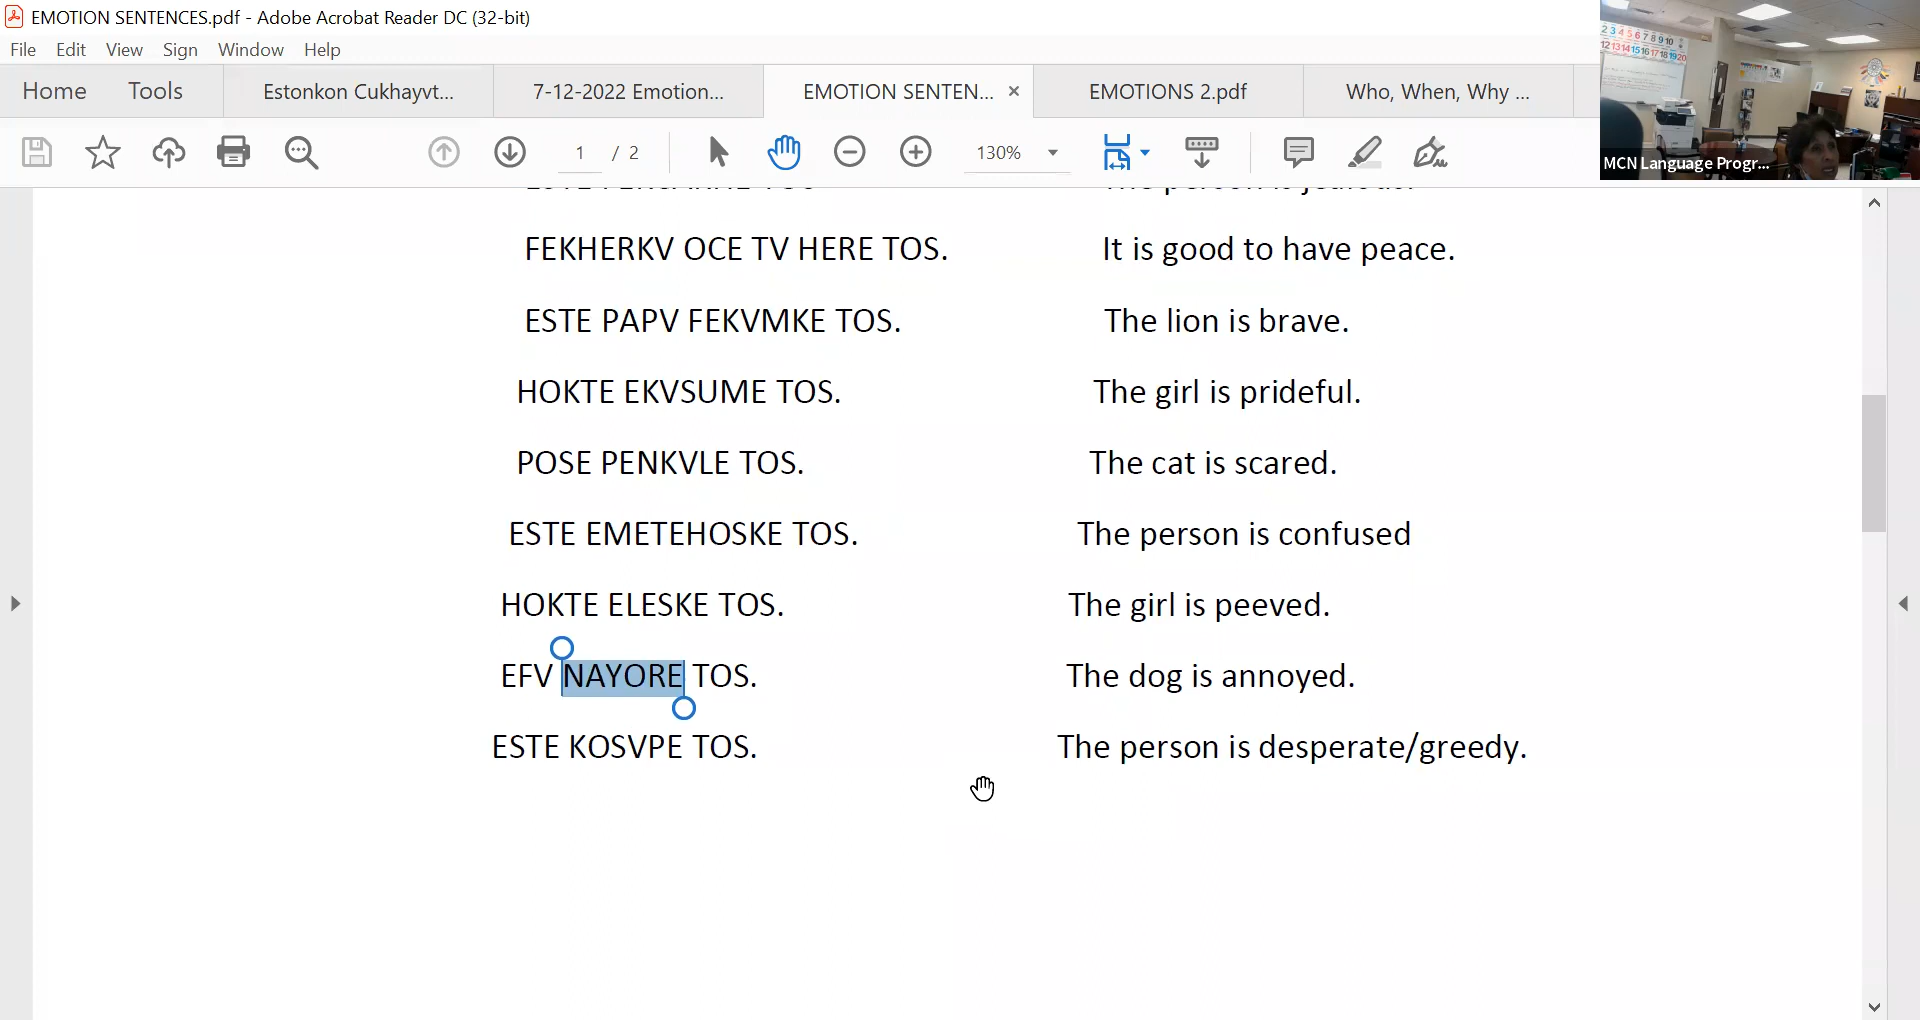 EMOTION SENTENCES.pdf - Adobe Acrobat Reader DC (32-bit)
File Edit View Sign Window Help
Home Tools Estonkon Cukhayvt... 7-12-2022 Emotion... EMOTION SENTEN... × EMOTIONS 2.pdf Who, When, Why ...
1 / 2 130%
MCN Language Progr...
FEKHERKV OCE TV HERE TOS. It is good to have peace.
ESTE PAPV FEKVMKE TOS. The lion is brave.
HOKTE EKVSUME TOS. The girl is prideful.
POSE PENKVLE TOS. The cat is scared.
ESTE EMETEHOSKE TOS. The person is confused
HOKTE ELESKE TOS. The girl is peeved.
EFV NAYORE TOS. The dog is annoyed.
ESTE KOSVPE TOS. The person is desperate/greedy.